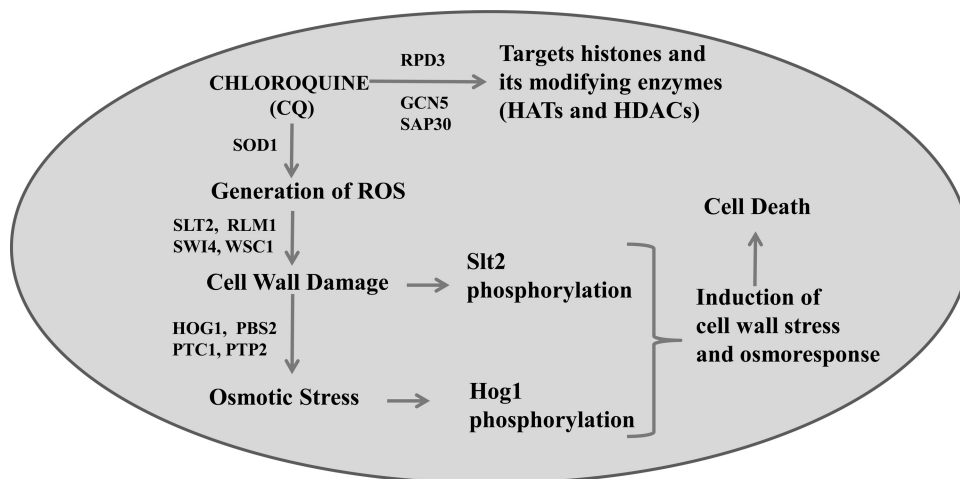 CHLOROQUINE
(CQ)
RPD3
GCN5
SAP30
Targets histones and
its modifying enzymes
(HATs and HDACs)
SOD1
Generation of ROS
SLT2, RLM1
SWI4, WSC1
Cell Wall Damage
Slt2
phosphorylation
HOG1, PBS2
PTC1, PTP2
Osmotic Stress
Hog1
phosphorylation
Induction of
cell wall stress
and osmoresponse
Cell Death